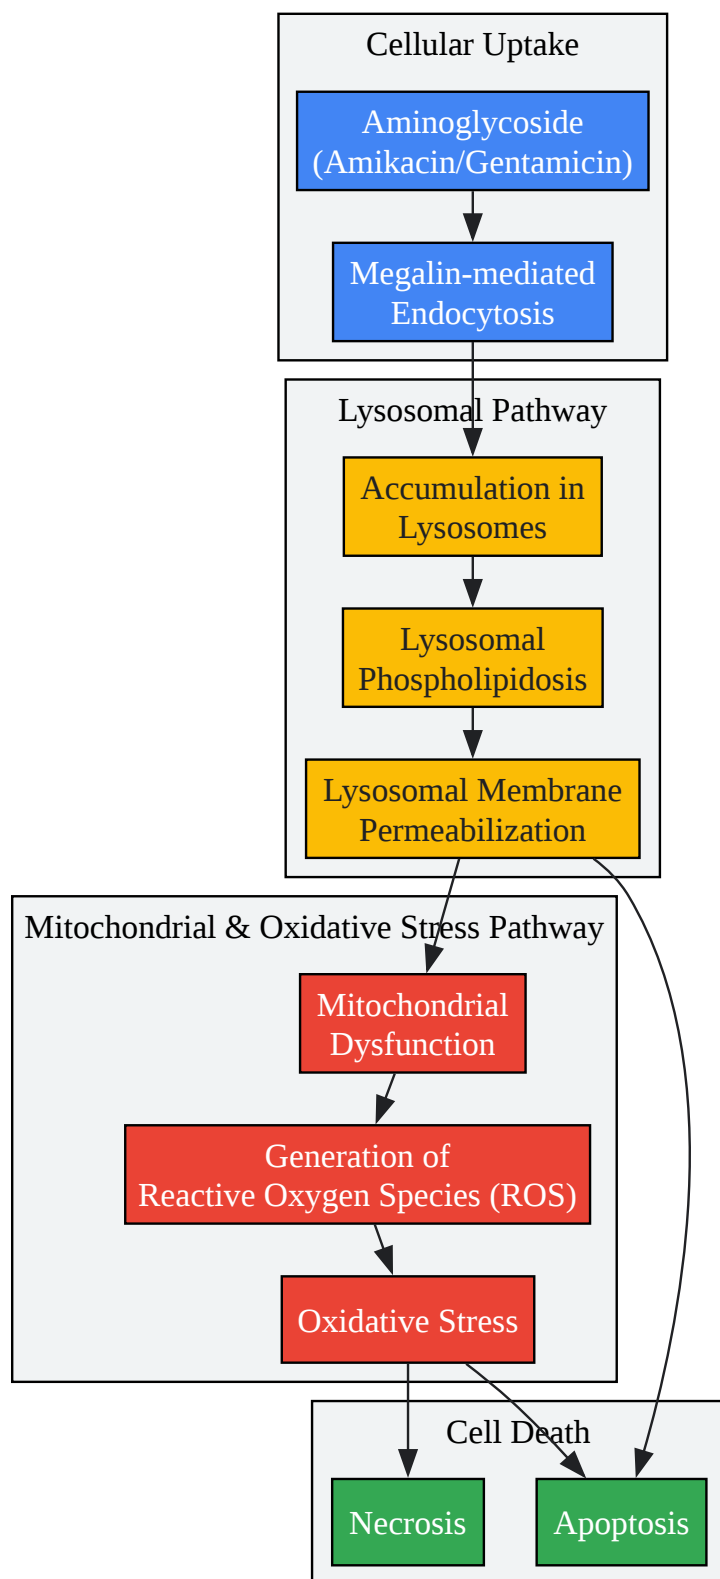 Cellular Uptake
Aminoglycoside
(Amikacin/Gentamicin)
Megalin-mediated
Endocytosis
Lysosomal Pathway
Accumulation in
Lysosomes
Lysosomal
Phospholipidosis
Lysosomal Membrane
Permeabilization
Mitochondrial & Oxidative Stress Pathway
Mitochondrial
Dysfunction
Generation of
Reactive Oxygen Species (ROS)
Oxidative Stress
Cell Death
Necrosis
Apoptosis